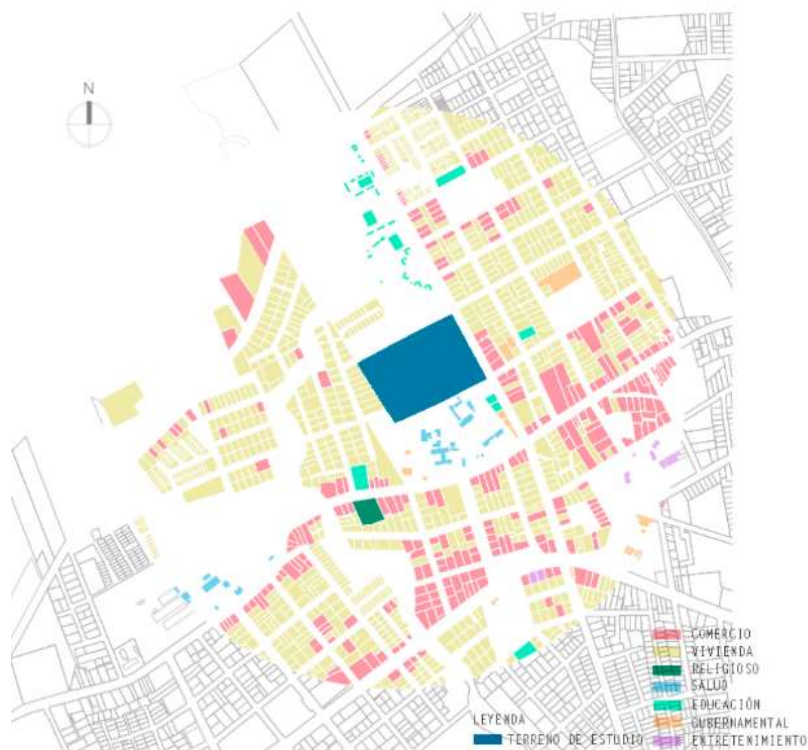 N
COMERCIO
VIVIENDA
RELIGIOSO
SALUD
EDUCACIÓN
GUBERNAMENTAL
ENTRETENIMIENTO
LEYENDA
TERRENO DE ESTUDIO